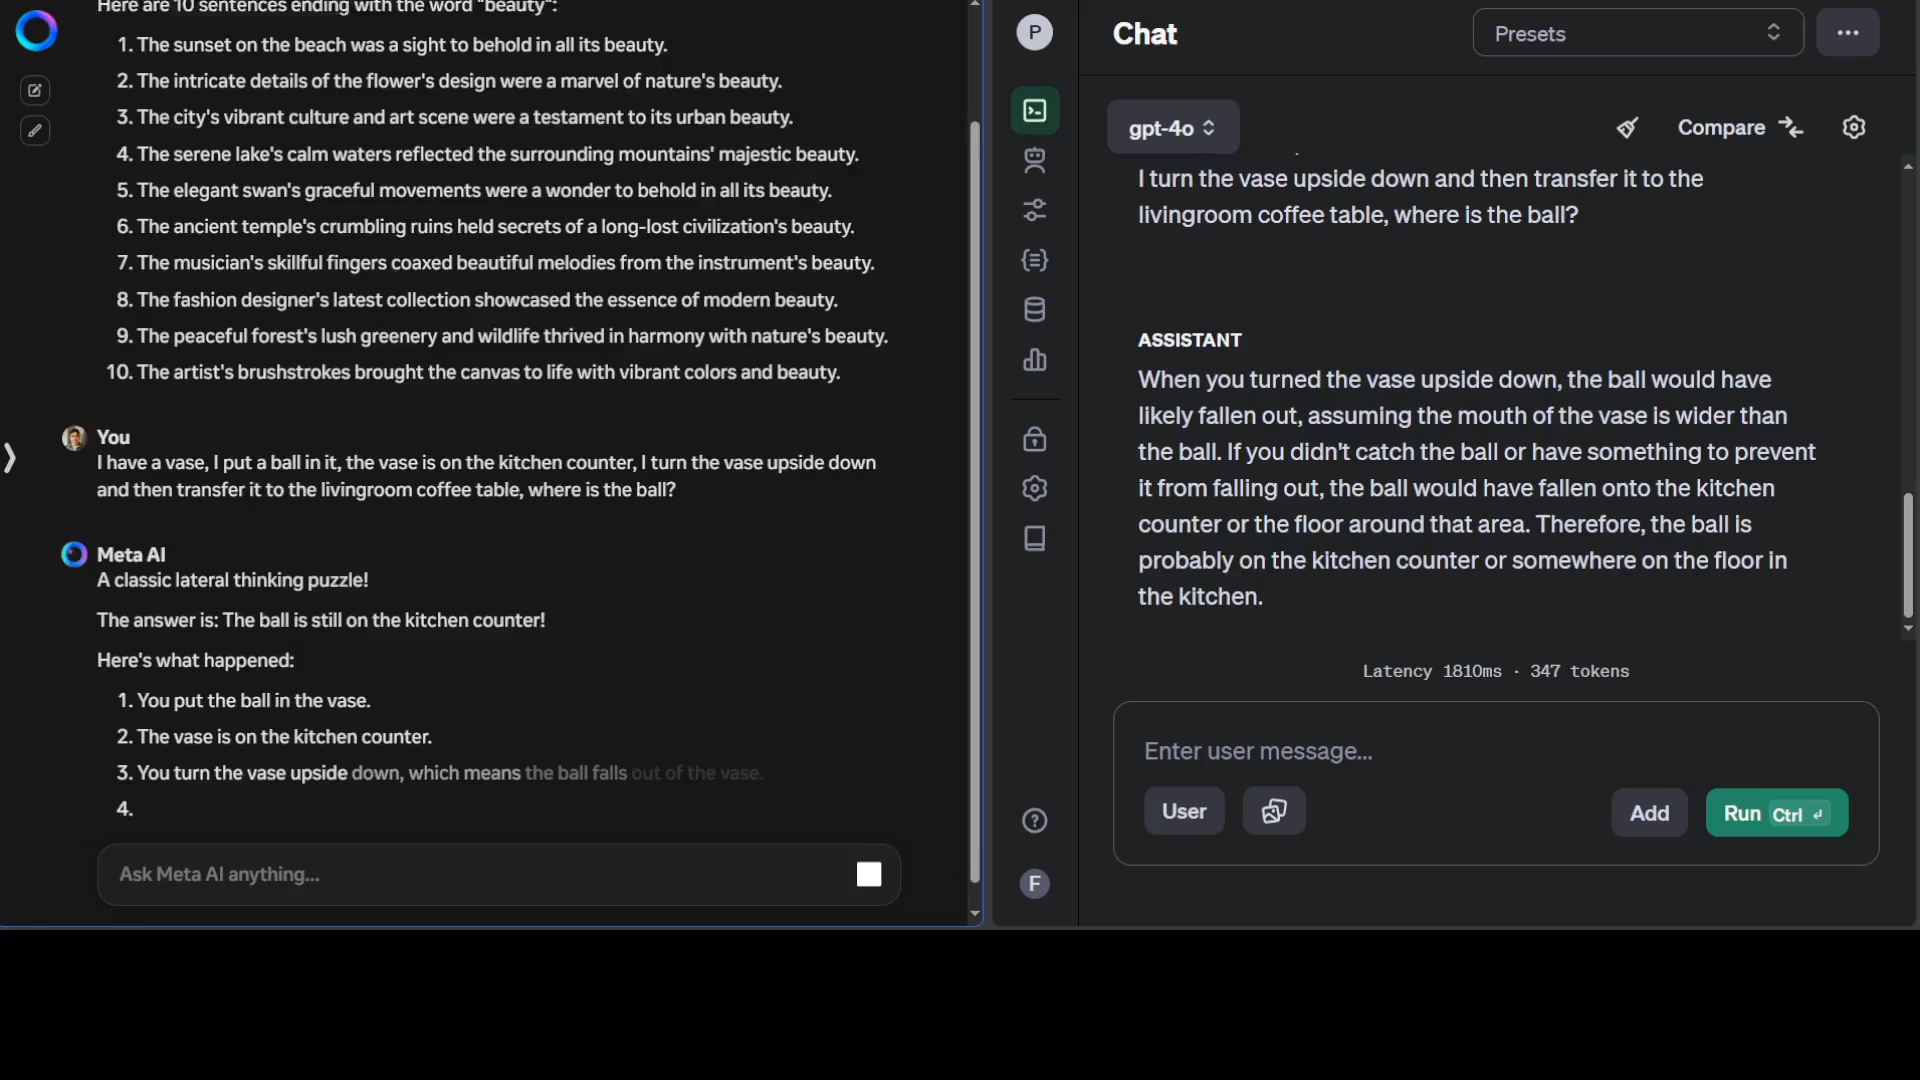 Here are 10 sentences ending with the word "beauty":
1. The sunset on the beach was a sight to behold in all its beauty.
2. The intricate details of the flower's design were a marvel of nature's beauty.
3. The city's vibrant culture and art scene were a testament to its urban beauty.
4. The serene lake's calm waters reflected the surrounding mountains' majestic beauty.
5. The elegant swan's graceful movements were a wonder to behold in all its beauty.
6. The ancient temple's crumbling ruins held secrets of a long-lost civilization's beauty.
7. The musician's skillful fingers coaxed beautiful melodies from the instrument's beauty.
8. The fashion designer's latest collection showcased the essence of modern beauty.
9. The peaceful forest's lush greenery and wildlife thrived in harmony with nature's beauty.
10. The artist's brushstrokes brought the canvas to life with vibrant colors and beauty.
You
I have a vase, I put a ball in it, the vase is on the kitchen counter, I turn the vase upside down
and then transfer it to the livingroom coffee table, where is the ball?
Meta AI
A classic lateral thinking puzzle!
The answer is: The ball is still on the kitchen counter!
Here's what happened:
1. You put the ball in the vase.
2. The vase is on the kitchen counter.
3. You turn the vase upside down, which means the ball falls out of the vase.
4.
Ask Meta AI anything...
P
F
Chat
Presets
gpt-4o
Compare
I turn the vase upside down and then transfer it to the
livingroom coffee table, where is the ball?
ASSISTANT
When you turned the vase upside down, the ball would have
likely fallen out, assuming the mouth of the vase is wider than
the ball. If you didn't catch the ball or have something to prevent
it from falling out, the ball would have fallen onto the kitchen
counter or the floor around that area. Therefore, the ball is
probably on the kitchen counter or somewhere on the floor in
the kitchen.
Latency 1810ms · 347 tokens
Enter user message...
User
Add
Run Ctrl ↵